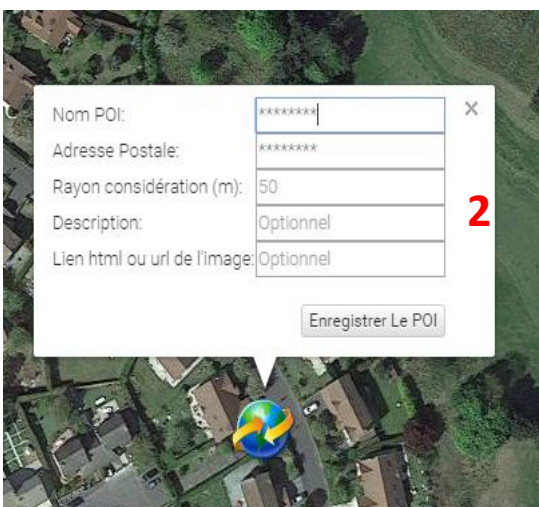 Nom POI: ********
Adresse Postale: ********
Rayon considération (m): 50
Description: Optionnel
Lien html ou url de l'image: Optionnel
2
Enregistrer Le POI